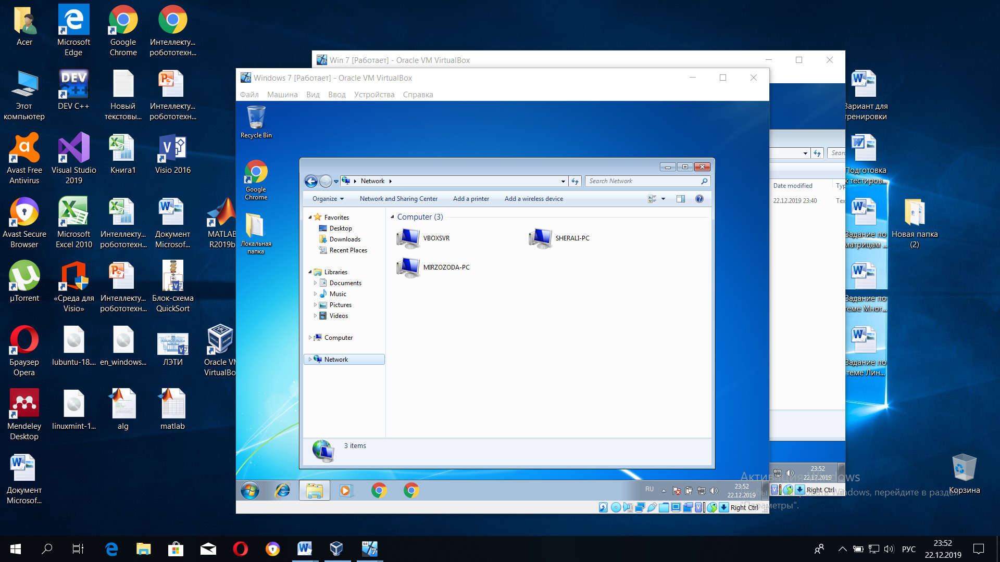 Acer
Microsoft
Edge
Google
Chrome
Интеллекту...
робототехн...
Этот
компьютер
DEV
C++
DEV C++
Новый
текстовы...
Интеллекту...
робототехн...
Avast Free
Antivirus
Visual Studio
2019
Книга1
Visio 2016
Avast Secure
Browser
Microsoft
Excel 2010
Интеллекту...
робототехн...
Документ
Microsof...
MATLAB
R2019b
µTorrent
«Среда для
Visio»
Интеллекту...
робототехн...
Блок-схема
QuickSort
Браузер
Opera
lubuntu-18....
en_windows...
ЛЭТИ
Oracle VM
VirtualBo
Mendeley
Desktop
linuxmint-1...
alg
matlab
Документ
Microsof...
Win 7 [Работает] - Oracle VM VirtualBox
Windows 7 [Работает] - Oracle VM VirtualBox
Файл Машина Вид Ввод Устройства Справка
Recycle Bin
Google
Chrome
Локальная
папка
Network
Search Network
Organize Network and Sharing Center Add a printer Add a wireless device
Favorites
Desktop
Downloads
Recent Places
Libraries
Documents
Music
Pictures
Videos
Computer
Network
Computer (3)
VBOXSVR
SHERALI-PC
MIRZOZODA-PC
3 items
RU
23:52
22.12.2019
Right Ctrl
Sear
Date modified
Typ
22.12.2019 23:40
Tex
23:52
22.12.2019
Right Ctrl
Вариант для
тренировки
Подготовка
к тестиров...
Задание по
матрицам ...
Новая папка
(2)
Задание по
теме Мног...
Задание по
теме Лин...
Корзина
Активация Windows
Windows, перейдите в раздел
"Параметры".
РУС
23:52
22.12.2019